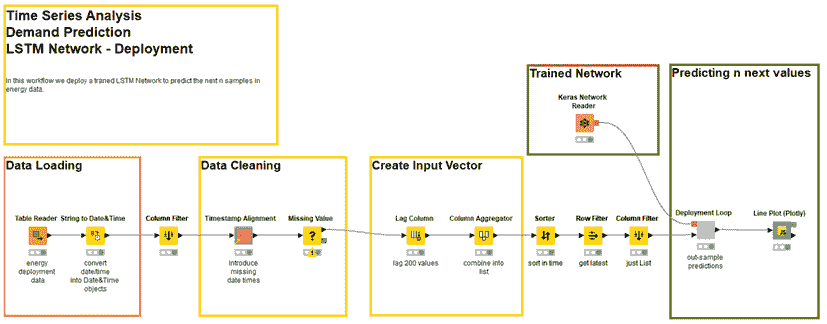 Time Series Analysis
Demand Prediction
LSTM Network - Deployment
In this workflow we deploy a trained LSTM Network to predict the next n samples in
energy data.
Trained Network
Keras Network
Reader
Predicting n next values
Data Loading
Data Cleaning
Create Input Vector
Table Reader
String to Date&Time
Column Filter
Timestamp Alignment
Missing Value
Lag Column
Column Aggregator
Sorter
Row Filter
Column Filter
Deployment Loop
Line Plot (Plotly)
energy
deployment
data
convert
date/time
into Date&Time
objects
introduce
missing
date times
lag 200 values
combine info
list
sort in time
get latest
just List
out-sample
predictions